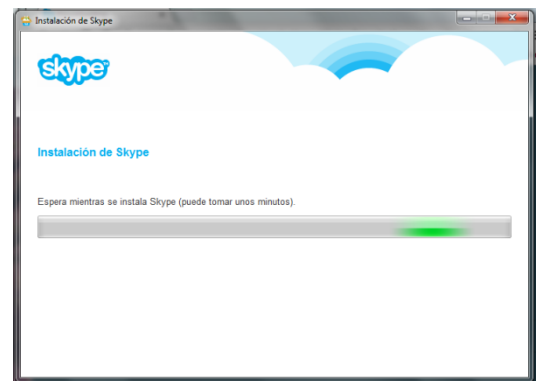 Instalación de Skype
skype
Instalación de Skype
Espera mientras se instala Skype (puede tomar unos minutos).